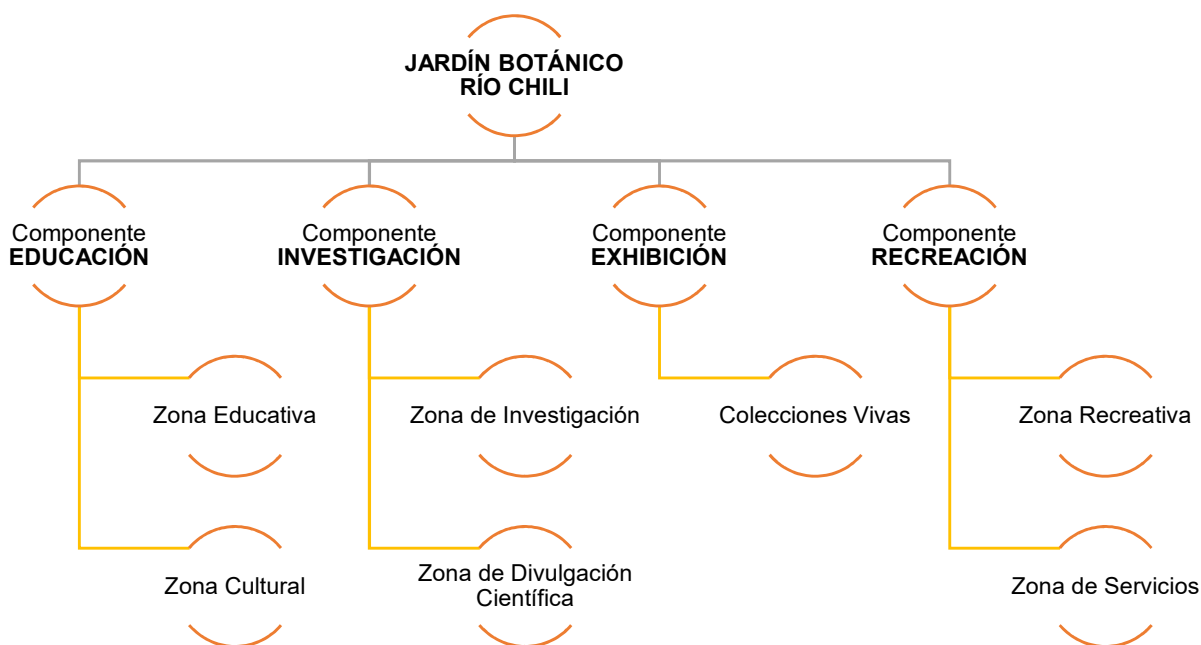 JARDÍN BOTÁNICO
RÍO CHILI
Componente
EDUCACIÓN
Componente
INVESTIGACIÓN
Componente
EXHIBICIÓN
Componente
RECREACIÓN
Zona Educativa
Zona de Investigación
Colecciones Vivas
Zona Recreativa
Zona Cultural
Zona de Divulgación
Científica
Zona de Servicios